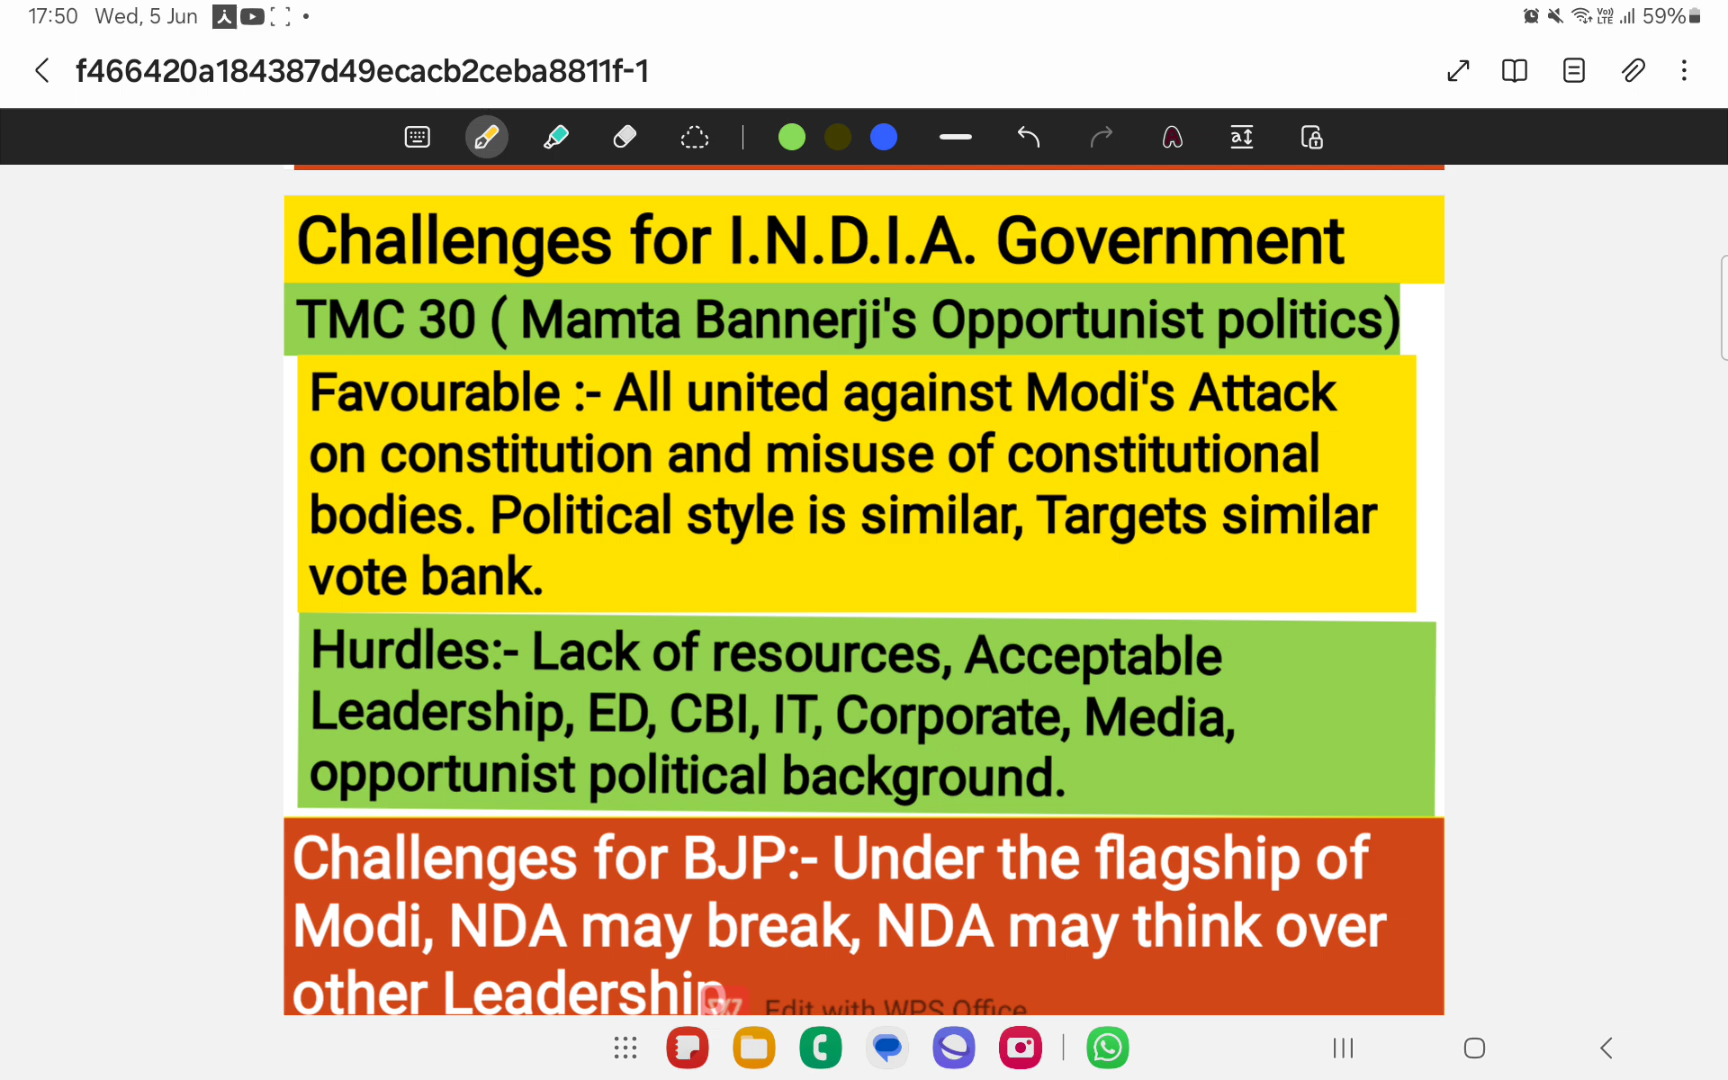 17:50 Wed, 5 Jun
59%
f466420a184387d49ecacb2ceba8811f-1
Challenges for I.N.D.I.A. Government
TMC 30 ( Mamta Bannerji's Opportunist politics)
Favourable :- All united against Modi's Attack
on constitution and misuse of constitutional
bodies. Political style is similar, Targets similar
vote bank.
Hurdles:- Lack of resources, Acceptable
Leadership, ED, CBI, IT, Corporate, Media,
opportunist political background.
Challenges for BJP:- Under the flagship of
Modi, NDA may break, NDA may think over
other Leadership
Edit with WPS Office